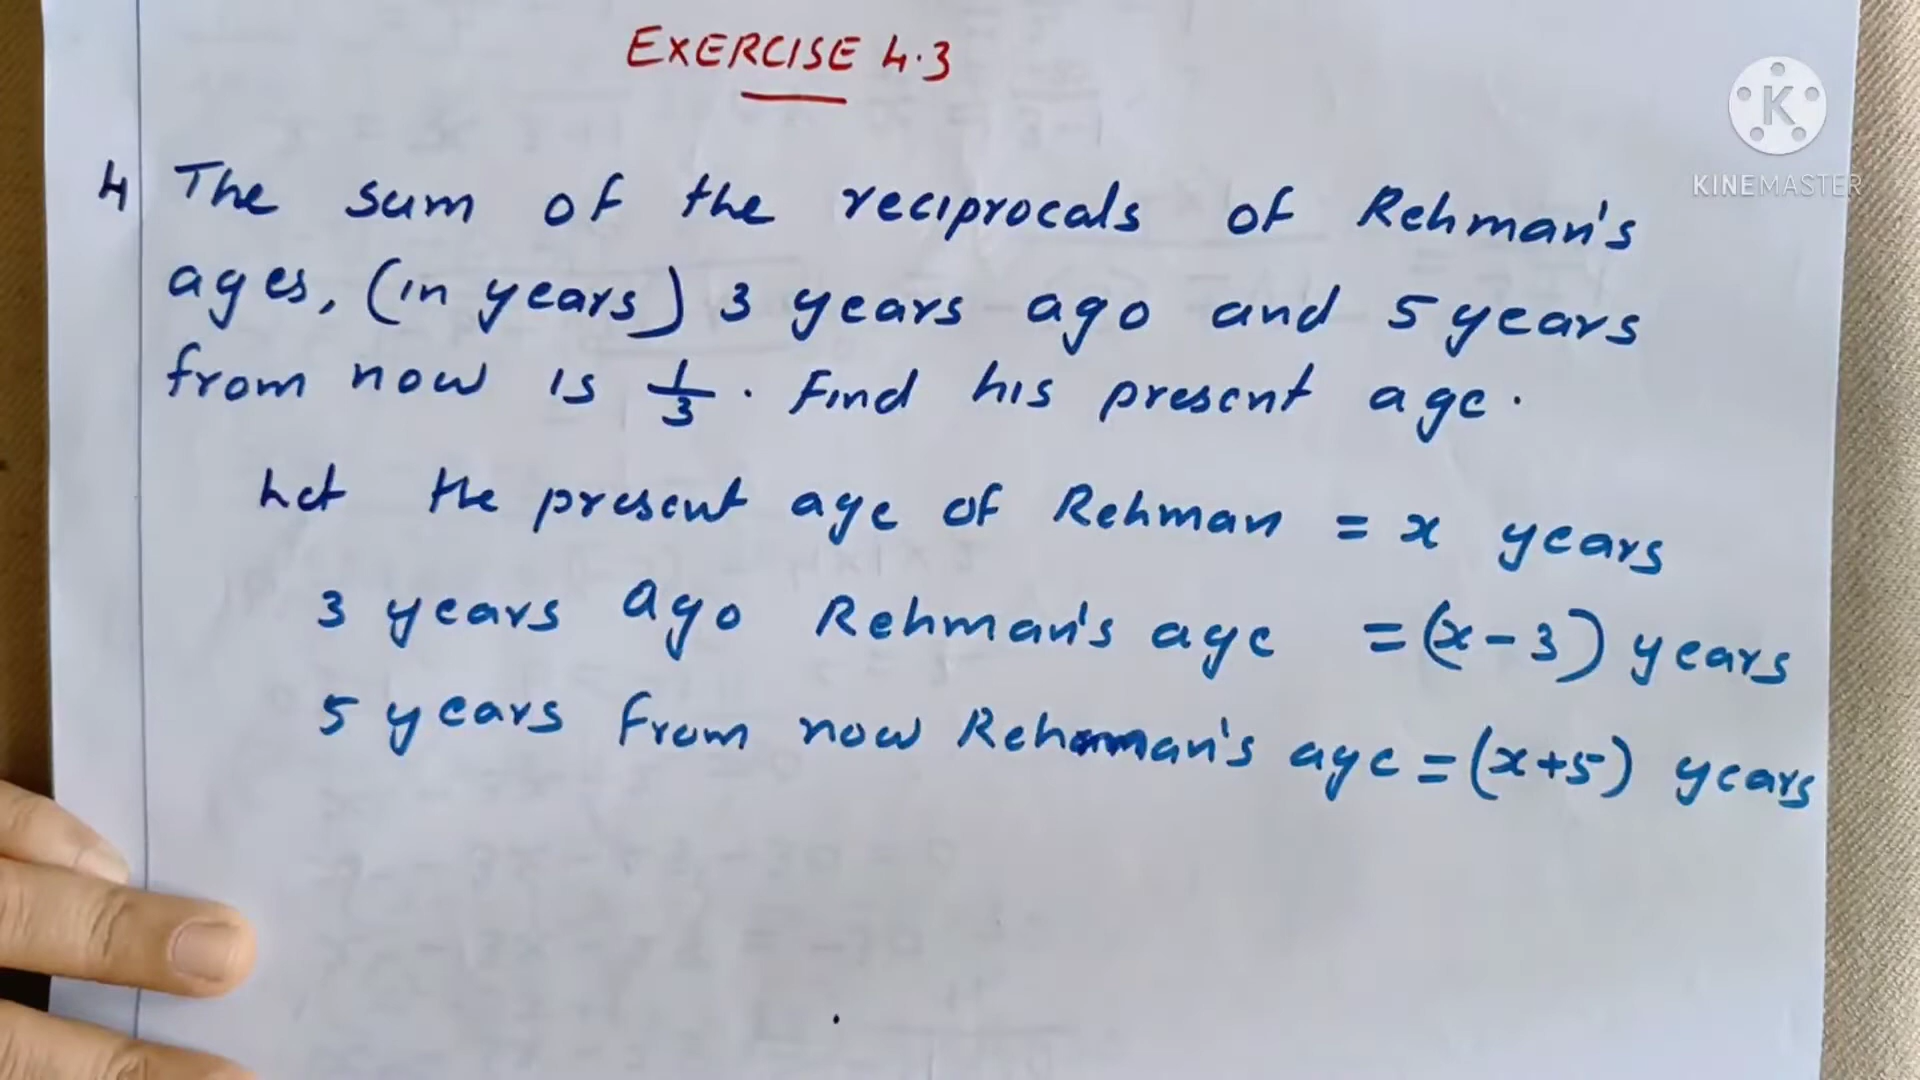 EXERCISE 4.3
K
KINEMASTER
4 The sum of the reciprocals of Rehman's
ages, (in years) 3 years ago and 5 years
from now is 1/3. Find his present age.
Let the present age of Rehman = x years
3 years ago Rehman's age = (x-3) years
5 years from now Rehman's age = (x+5) years